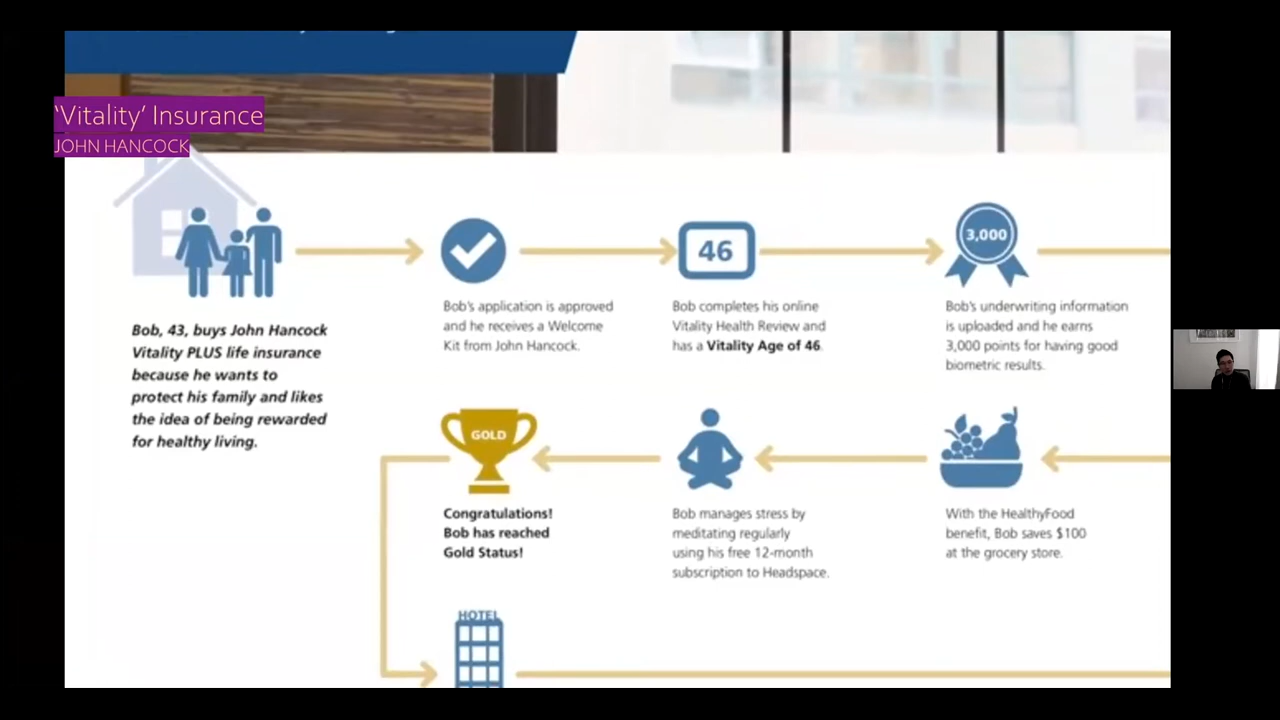 'Vitality' Insurance
JOHN HANCOCK
Bob, 43, buys John Hancock
Vitality PLUS life insurance
because he wants to
protect his family and likes
the idea of being rewarded
for healthy living.
Bob's application is approved
and he receives a Welcome
Kit from John Hancock.
46
Bob completes his online
Vitality Health Review and
has a Vitality Age of 46.
3,000
Bob's underwriting information
is uploaded and he earns
3,000 points for having good
biometric results.
With the HealthyFood
benefit, Bob saves $100
at the grocery store.
Bob manages stress by
meditating regularly
using his free 12-month
subscription to Headspace.
GOLD
Congratulations!
Bob has reached
Gold Status!
HOTEL